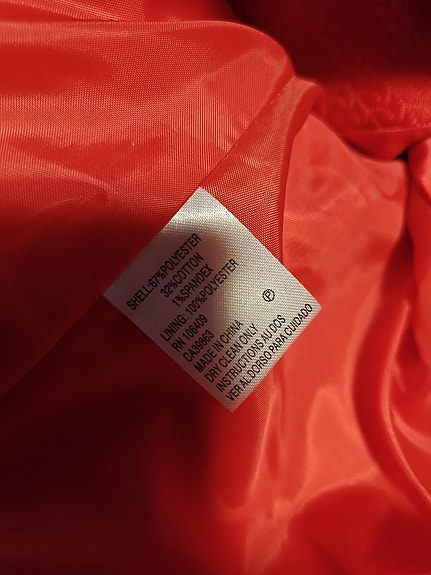 SHELL:67%POLYESTER
32%COTTON
1%SPANDEX
LINING: 100%POLYESTER
RN 106409
CA39863
MADE IN CHINA
DRY CLEAN ONLY
INSTRUCTIONS AU DOS
VER AL DORSO PARA CUIDADO
P